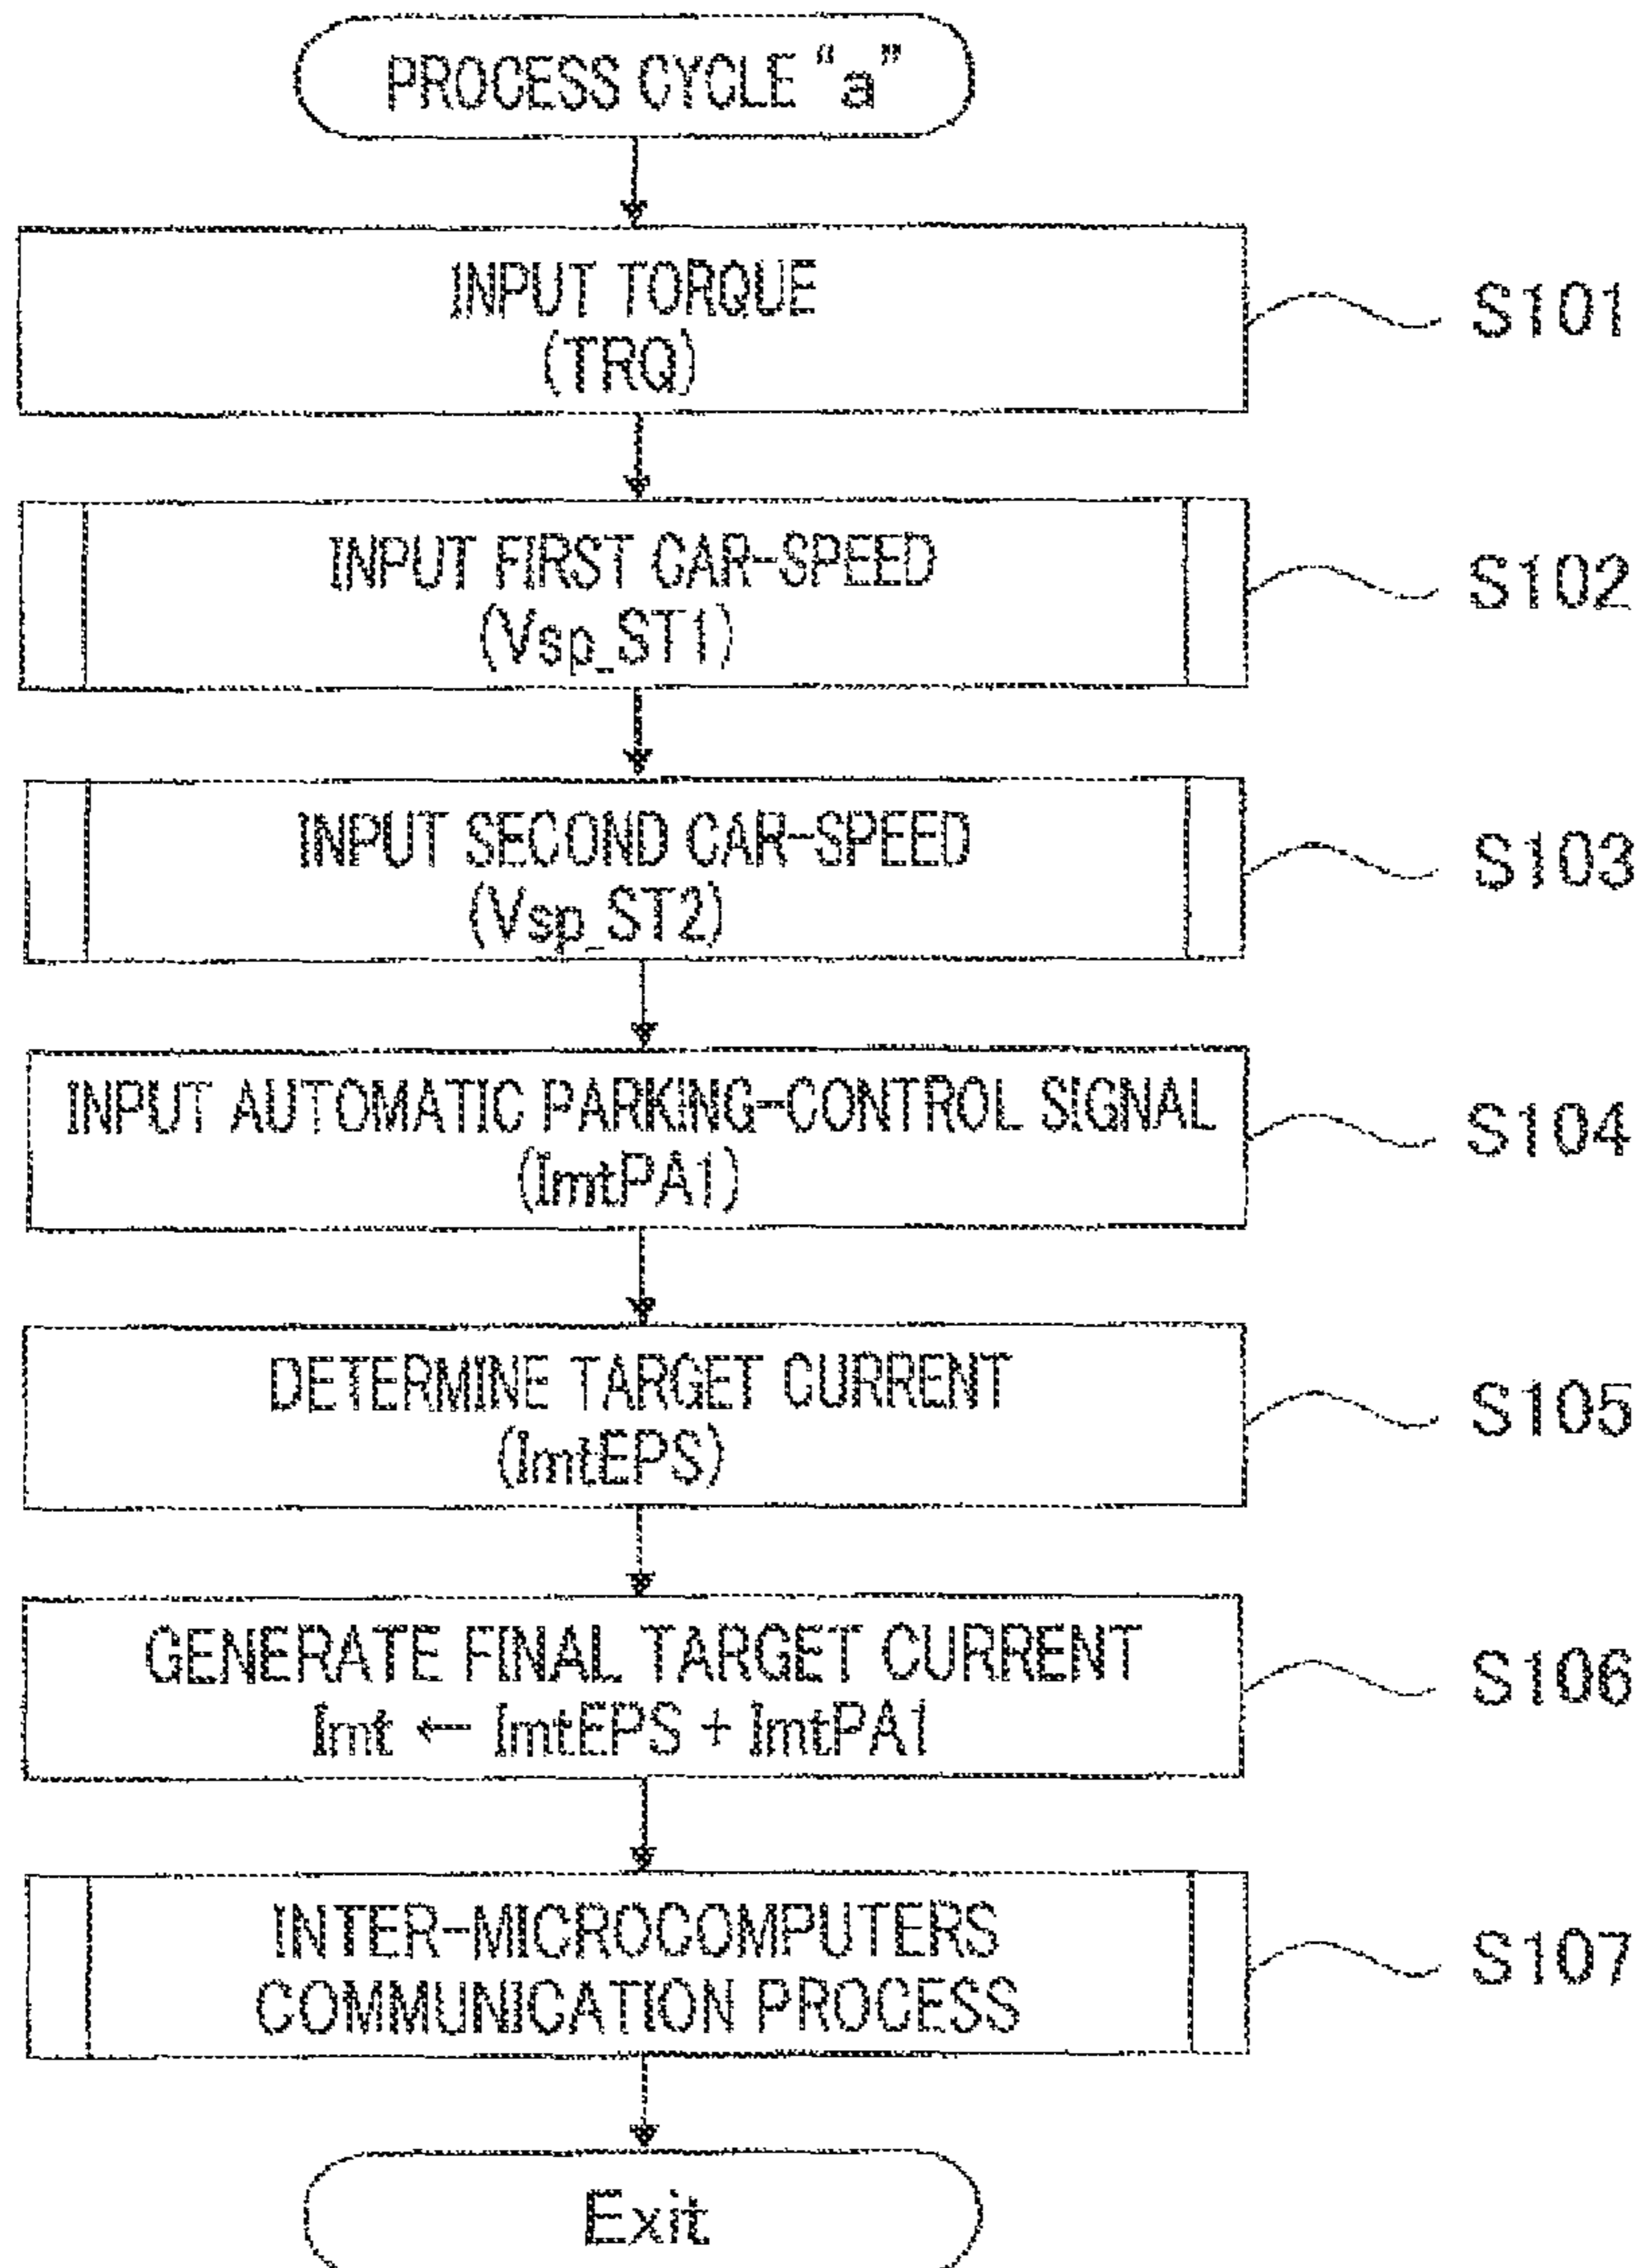 PROCESS CYCLE “a”
INPUT TORQUE
(TRQ)
S101
INPUT FIRST CAR-SPEED
(Vsp_ST1)
S102
INPUT SECOND CAR-SPEED
(Vsp_ST2)
S103
INPUT AUTOMATIC PARKING-CONTROL SIGNAL
(ImtPA1)
S104
DETERMINE TARGET CURRENT
(ImtEPS)
S105
GENERATE FINAL TARGET CURRENT
Imt ← ImtEPS + ImtPA1
S106
INTER-MICROCOMPUTERS
COMMUNICATION PROCESS
S107
Exit